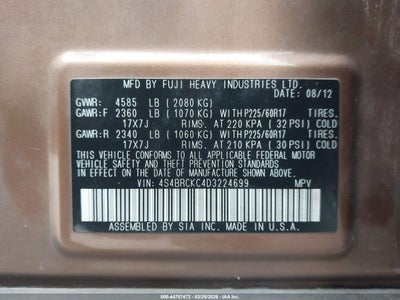 MFD BY FUJI HEAVY INDUSTRIES LTD.
DATE: 08/12
GVWR: 4585 LB (2080 KG)
GAWR:F 2360 LB (1070 KG) WITH P225/60R17 TIRES.
17X7J RIMS. AT 220 KPA (32 PSI) COLD
GAWR:R 2340 LB (1060 KG) WITH P225/60R17 TIRES.
17X7J RIMS. AT 210 KPA (30 PSI) COLD
THIS VEHICLE CONFORMS TO ALL APPLICABLE
FEDERAL MOTOR VEHICLE SAFETY, BUMPER, AND
THEFT PREVENTION STANDARDS
IN EFFECT ON THE DATE OF MANUFACTURE SHOWN ABOVE.
VIN: 4S4BRCKC4D3224699 MPV
ASSEMBLED BY SIA INC. MADE IN U.S.A.
600-44707472 - 03/29/2026 - IAA Inc.